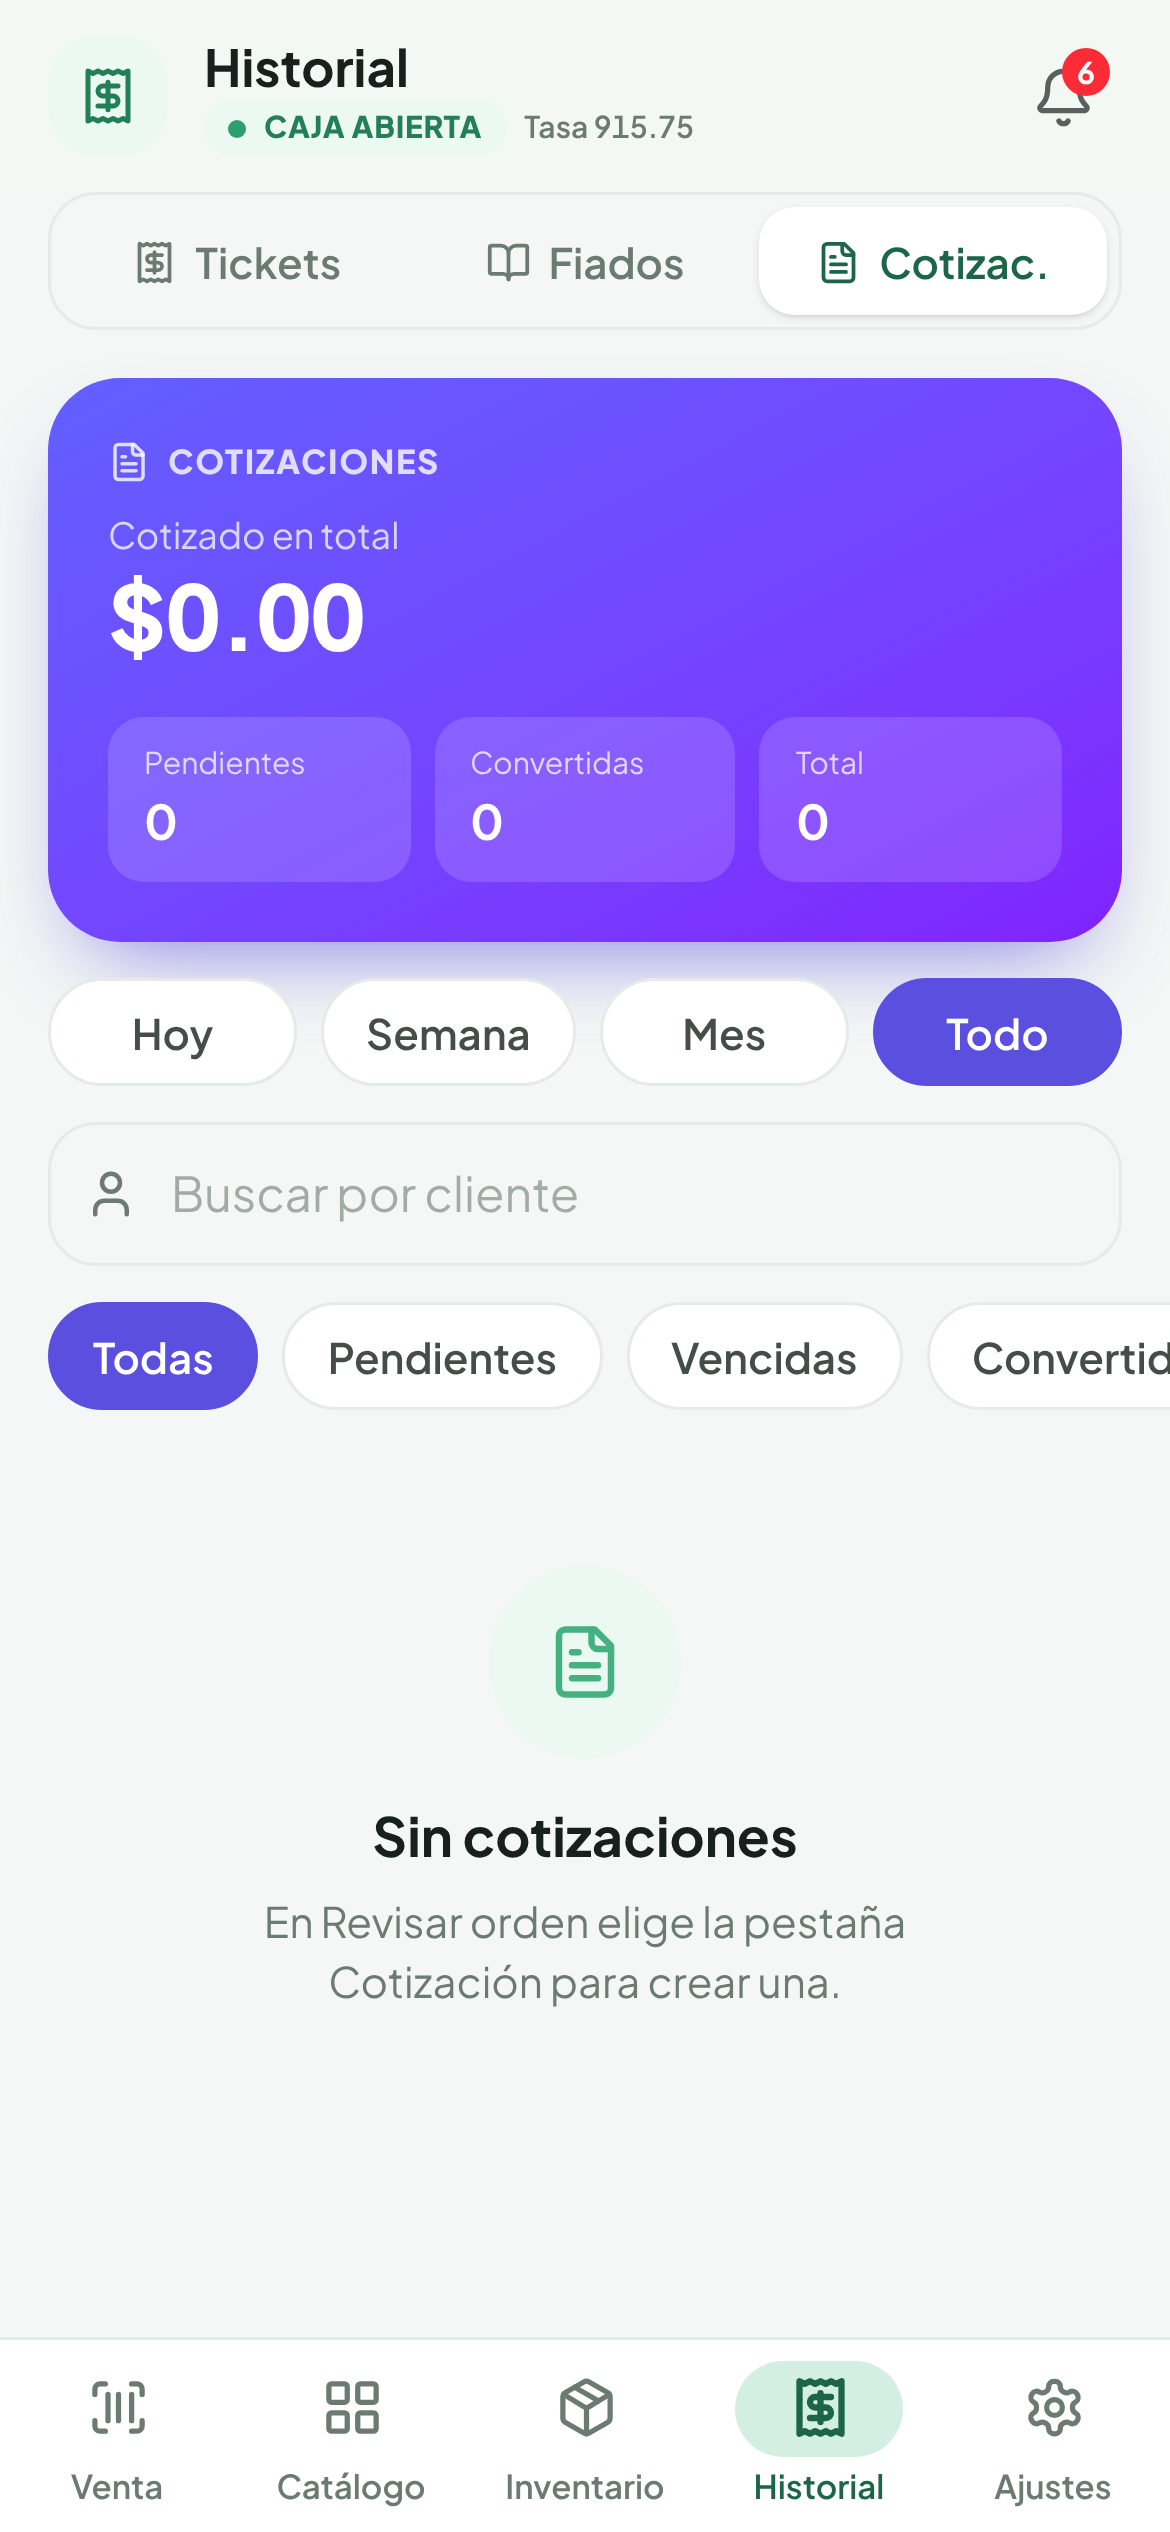 Historial
6
CAJA ABIERTA Tasa 915.75
Tickets Fiados Cotizac.
COTIZACIONES
Cotizado en total
$0.00
Pendientes Convertidas Total
0 0 0
Hoy Semana Mes Todo
Buscar por cliente
Todas Pendientes Vencidas Convertid
Sin cotizaciones
En Revisar orden elige la pestaña
Cotización para crear una.
Venta Catálogo Inventario Historial Ajustes